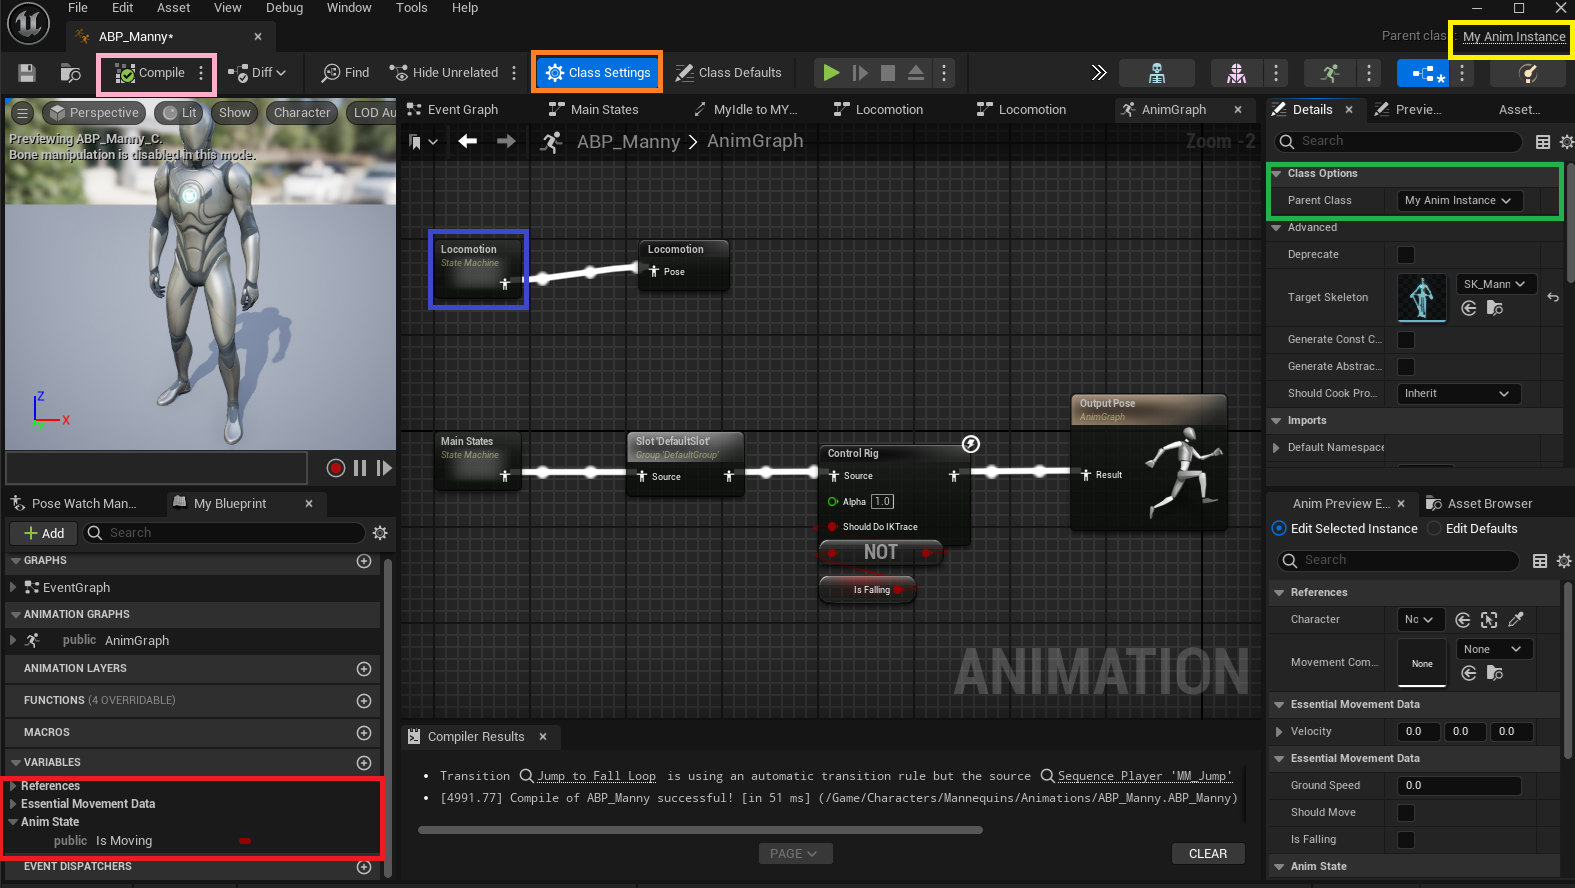 File Edit Asset View Debug Window Tools Help
ABP_Manny*
Parent clas
My Anim Instance
Compile
Diff
Find
Hide Unrelated
Class Settings
Class Defaults
Perspective
Lit
Show
Character
LOD Au
Previewing ABP_Manny_C.
Bone manipulation is disabled in this mode.
Z
X
Y
Event Graph
Main States
MyIdle to MY...
Locomotion
Locomotion
AnimGraph
ABP_Manny
AnimGraph
Zoom -2
Locomotion
State Machine
Locomotion
Pose
Main States
State Machine
Slot 'DefaultSlot'
Group 'DefaultGroup'
Source
Control Rig
Source
Alpha 1.0
Should Do IKTrace
NOT
Is Falling
Output Pose
AnimGraph
Result
ANIMATION
Pose Watch Man...
My Blueprint
Add
Search
GRAPHS
EventGraph
ANIMATION GRAPHS
public AnimGraph
ANIMATION LAYERS
FUNCTIONS (4 OVERRIDABLE)
MACROS
VARIABLES
References
Essential Movement Data
Anim State
public Is Moving
EVENT DISPATCHERS
Compiler Results
• Transition Jump to Fall Loop is using an automatic transition rule but the source Sequence Player 'MM_Jump'
• [4991.77] Compile of ABP_Manny successful! [in 51 ms] (/Game/Characters/Mannequins/Animations/ABP_Manny.ABP_Manny)
PAGE
CLEAR
Details
Previe...
Asset...
Search
Class Options
Parent Class My Anim Instance
Advanced
Deprecate
Target Skeleton SK_Mann
Generate Const C...
Generate Abstrac...
Should Cook Pro... Inherit
Imports
Default Namespace
Anim Preview E...
Asset Browser
Edit Selected Instance
Edit Defaults
Search
References
Character
Movement Com... None None
Essential Movement Data
Velocity 0.0 0.0 0.0
Essential Movement Data
Ground Speed 0.0
Should Move
Is Falling
Anim State